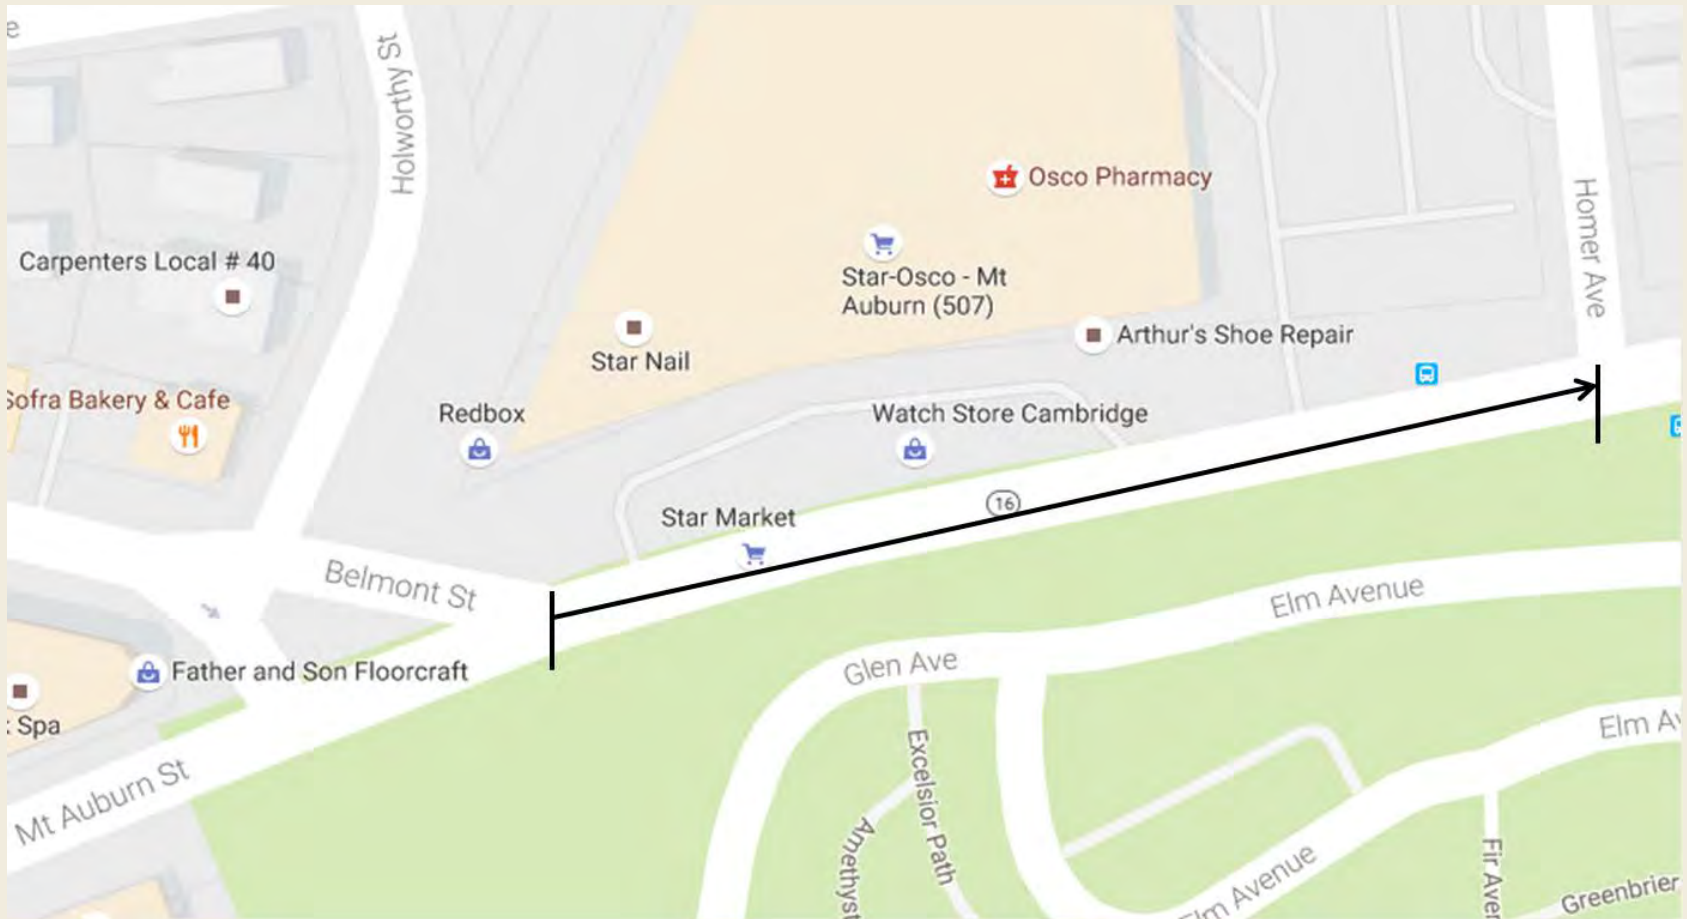 e
Holworthy St
Osco Pharmacy
Homer Ave
Carpenters Local # 40
Star-Osco - Mt
Auburn (507)
Star Nail
Arthur's Shoe Repair
Sofra Bakery & Cafe
Redbox
Watch Store Cambridge
16
Star Market
Belmont St
Elm Avenue
Father and Son Floorcraft
Glen Ave
Spa
Elm Av
Mt Auburn St
Excelsior Path
Amethyst
Elm Avenue
Fir Aven
Greenbrier